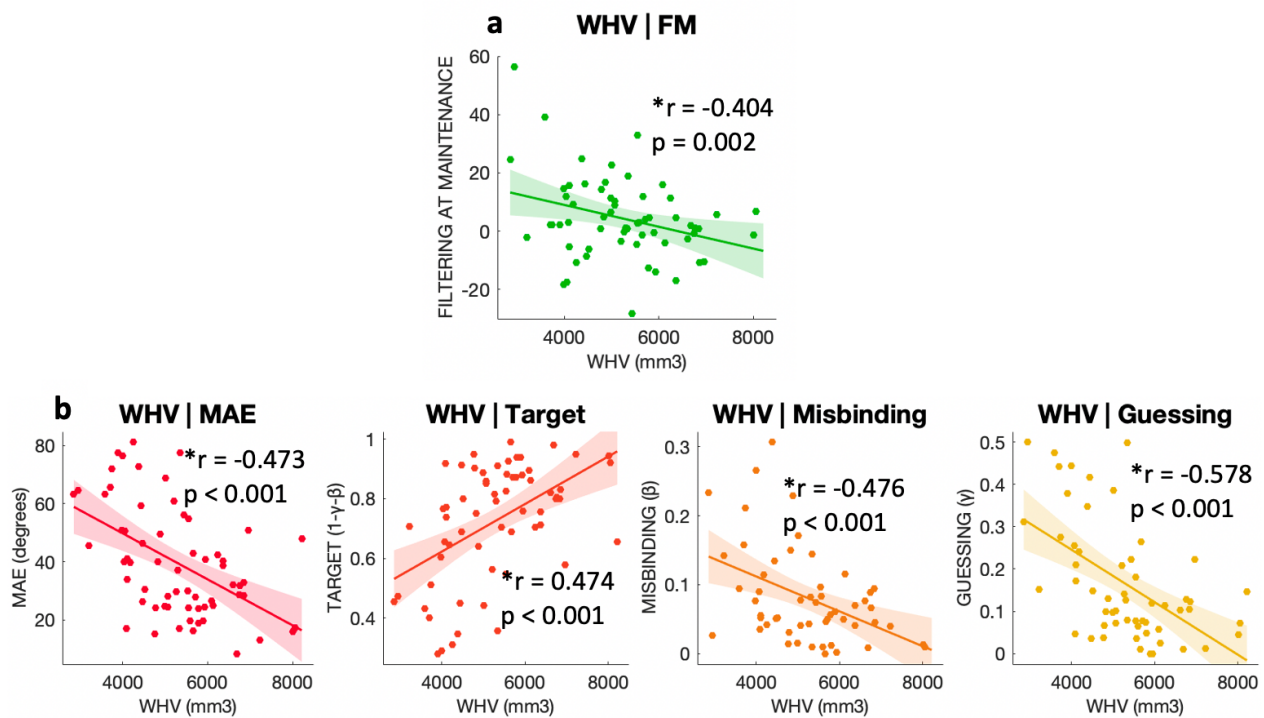 a
WHV | FM
60
40
20
0
-20
FILTERING AT MAINTENANCE
*r = -0.404
p = 0.002
4000 6000 8000
WHV (mm3)
b
WHV | MAE
80
60
40
20
MAE (degrees)
*r = -0.473
p < 0.001
4000 6000 8000
WHV (mm3)
WHV | Target
1
0.8
0.6
0.4
TARGET (1-γ-β)
*r = 0.474
p < 0.001
4000 6000 8000
WHV (mm3)
WHV | Misbinding
0.3
0.2
0.1
0
MISBINDING (β)
*r = -0.476
p < 0.001
4000 6000 8000
WHV (mm3)
WHV | Guessing
0.5
0.4
0.3
0.2
0.1
0
GUESSING (γ)
*r = -0.578
p < 0.001
4000 6000 8000
WHV (mm3)